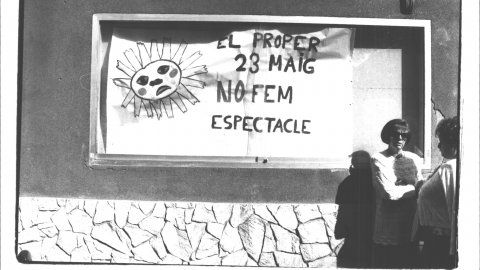 EL PROPER
23 MAIG
NO FEM
ESPECTACLE